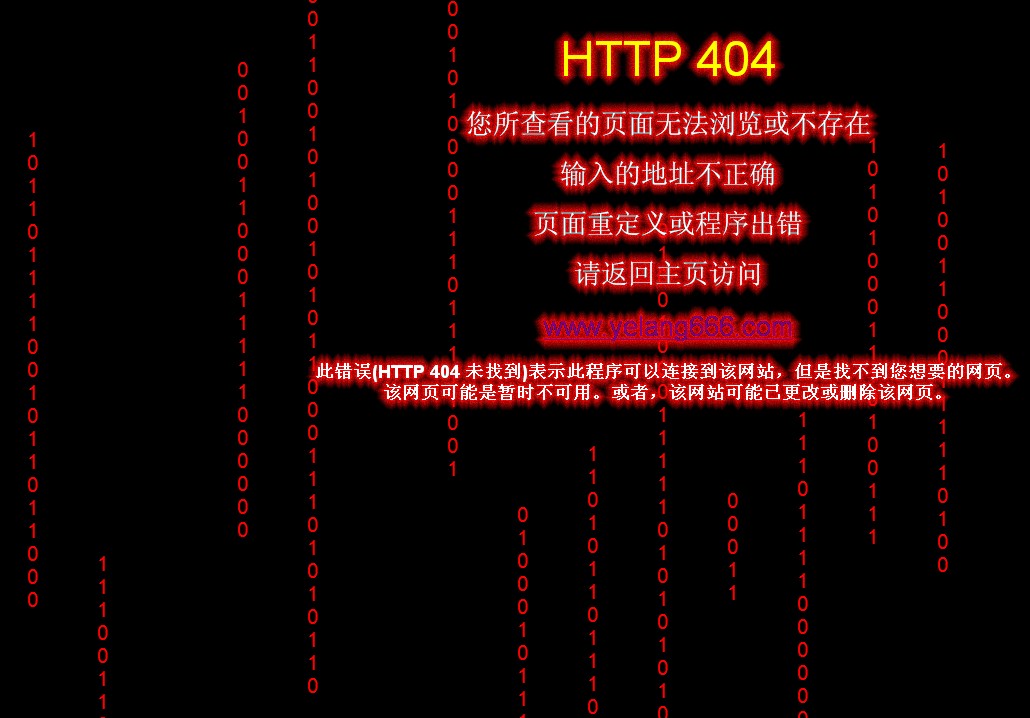 HTTP 404
您所查看的页面无法浏览或不存在
输入的地址不正确
页面重定义或程序出错
请返回主页访问
www.yelang666.com
此错误(HTTP 404 未找到)表示此程序可以连接到该网站，但是找不到您想要的网页。
该网页可能是暂时不可用。或者，该网站可能己更改或删除该网页。